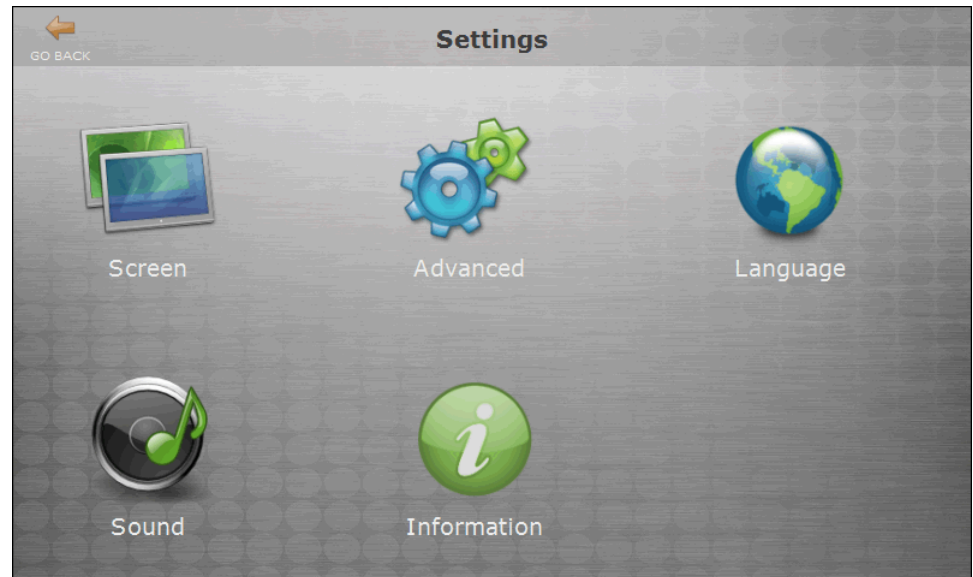 Settings
GO BACK
Screen
Advanced
Language
Sound
Information